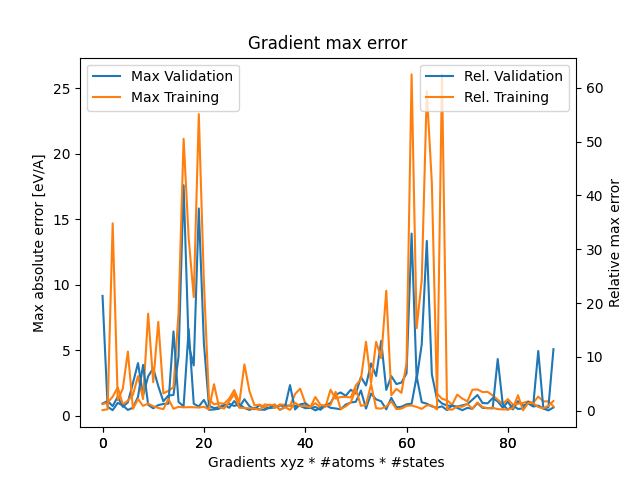 Gradient max error
Max Validation
Max Training
Rel. Validation
Rel. Training
Max absolute error [eV/A]
25
20
15
10
5
0
60
50
40
30
20
10
0
Relative max error
0 20 40 60 80
Gradients xyz * #atoms * #states